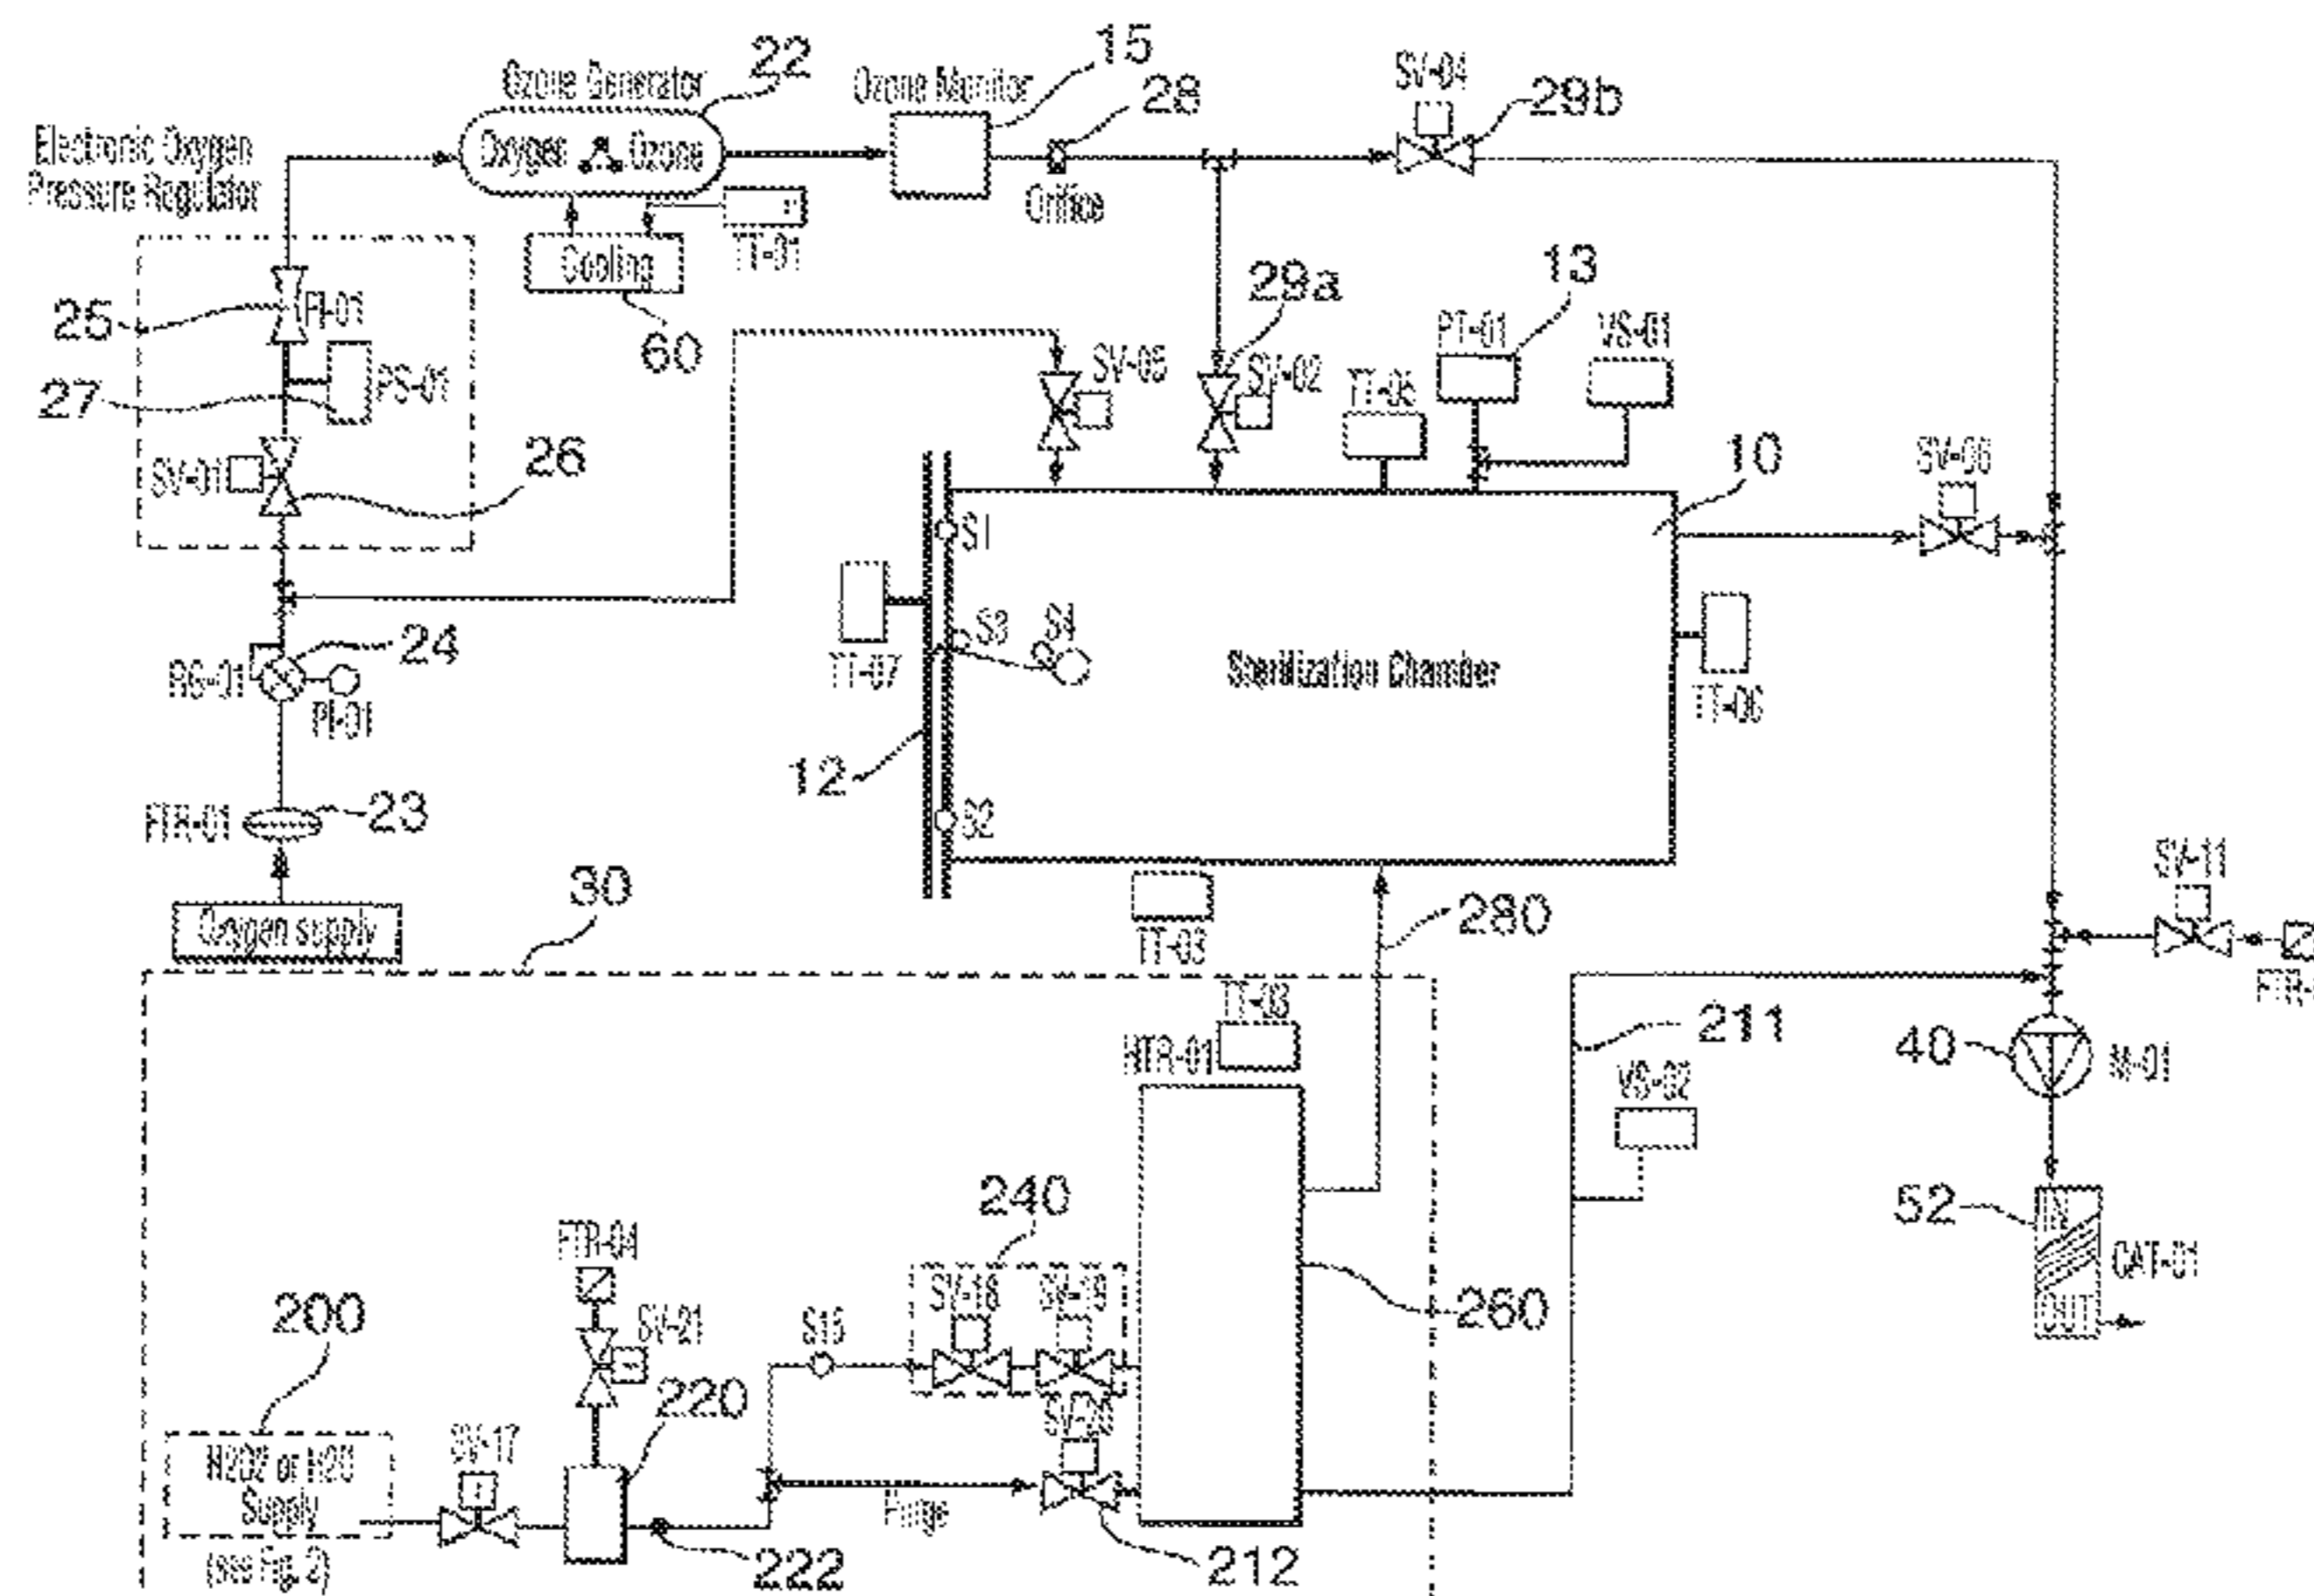 22
15
SV-04
Ozone Generator
Ozone Monitor
28
29b
Electronic Oxygen
Pressure Regulator
Oxygen
Ozone
Orifice
TT-01
Cooling
60
25
FI-01
27
PS-01
29a
13
PT-01
VS-01
SV-05
SV-02
TT-05
SV-01
26
10
SV-06
S1
S3
S4
TT-07
Sterilization Chamber
TT-06
24
RG-01
PI-01
12
S2
FTR-01
23
30
Oxygen supply
SV-11
TT-03
280
TT-08
HTR-01
211
40
M-01
VS-02
240
52
IN
CAT-01
OUT
FTR-04
SV-18
SV-19
260
200
SV-21
S16
220
SV-20
SV-17
H2O2 or H2O
Supply
Purge
(see Fig. 2)
222
212